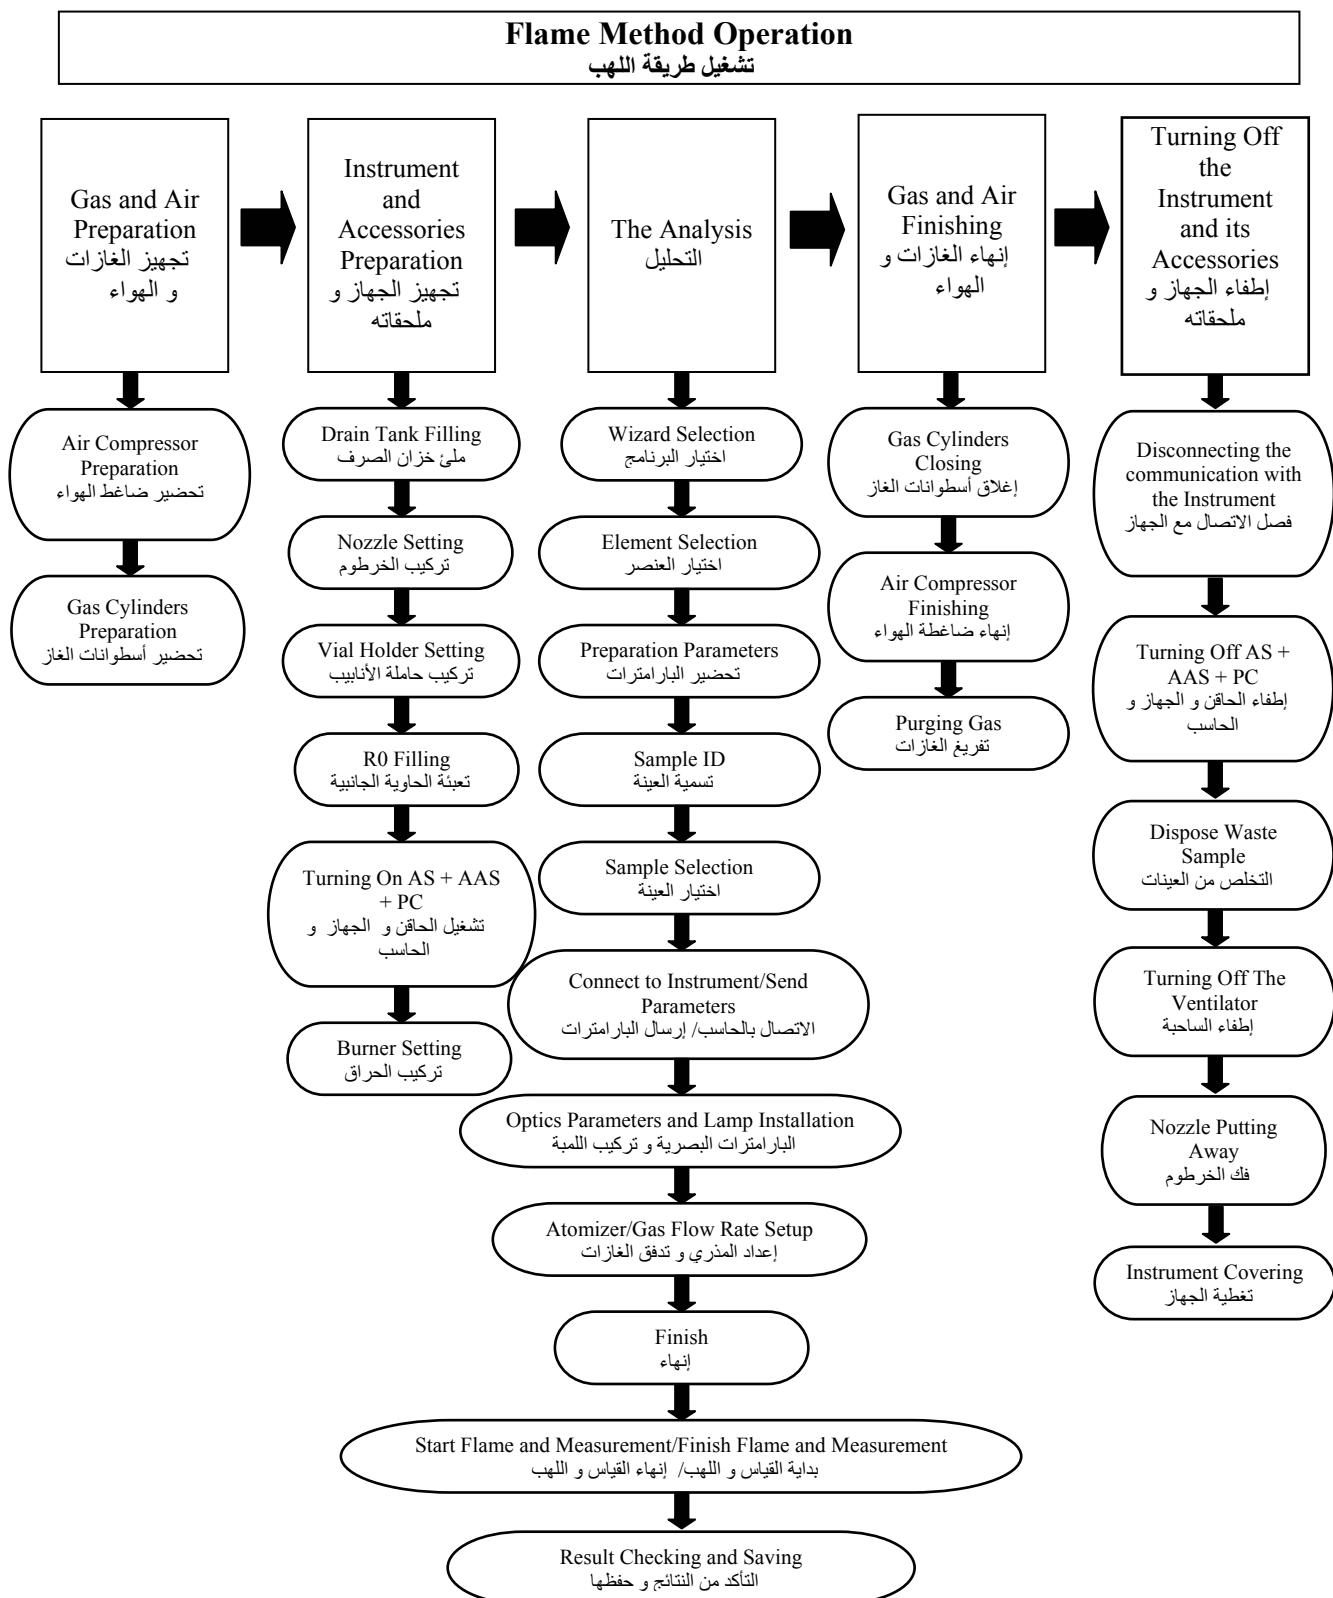 Flame Method Operation
تشغيل طريقة اللهب
Gas and Air
Preparation
تجهيز الغازات
و الهواء
Instrument
and
Accessories
Preparation
تجهيز الجهاز و
ملحقاته
The Analysis
التحليل
Gas and Air
Finishing
إنهاء الغازات و
الهواء
Turning Off
the
Instrument
and its
Accessories
إطفاء الجهاز و
ملحقاته
Air Compressor
Preparation
تحضير ضاغط الهواء
Gas Cylinders
Preparation
تحضير أسطوانات الغاز
Drain Tank Filling
ملئ خزان الصرف
Nozzle Setting
تركيب الخرطوم
Vial Holder Setting
تركيب حاملة الأنابيب
R0 Filling
تعبئة الحاوية الجانبية
Turning On AS + AAS
+ PC
تشغيل الحاقن و الجهاز و
الحاسب
Burner Setting
تركيب الحراق
Wizard Selection
اختيار البرنامج
Element Selection
اختيار العنصر
Preparation Parameters
تحضير البارامترات
Sample ID
تسمية العينة
Sample Selection
اختيار العينة
Connect to Instrument/Send
Parameters
الاتصال بالحاسب/ إرسال البارامترات
Optics Parameters and Lamp Installation
البارامترات البصرية و تركيب اللمبة
Atomizer/Gas Flow Rate Setup
إعداد المذري و تدفق الغازات
Finish
إنهاء
Start Flame and Measurement/Finish Flame and Measurement
بداية القياس و اللهب/ إنهاء القياس و اللهب
Result Checking and Saving
التأكد من النتائج و حفظها
Gas Cylinders
Closing
إغلاق أسطوانات الغاز
Air Compressor
Finishing
إنهاء ضاغطة الهواء
Purging Gas
تفريغ الغازات
Disconnecting the
communication with
the Instrument
فصل الاتصال مع الجهاز
Turning Off AS +
AAS + PC
إطفاء الحاقن و الجهاز و
الحاسب
Dispose Waste
Sample
التخلص من العينات
Turning Off The
Ventilator
إطفاء الساحبة
Nozzle Putting
Away
فك الخرطوم
Instrument Covering
تغطية الجهاز